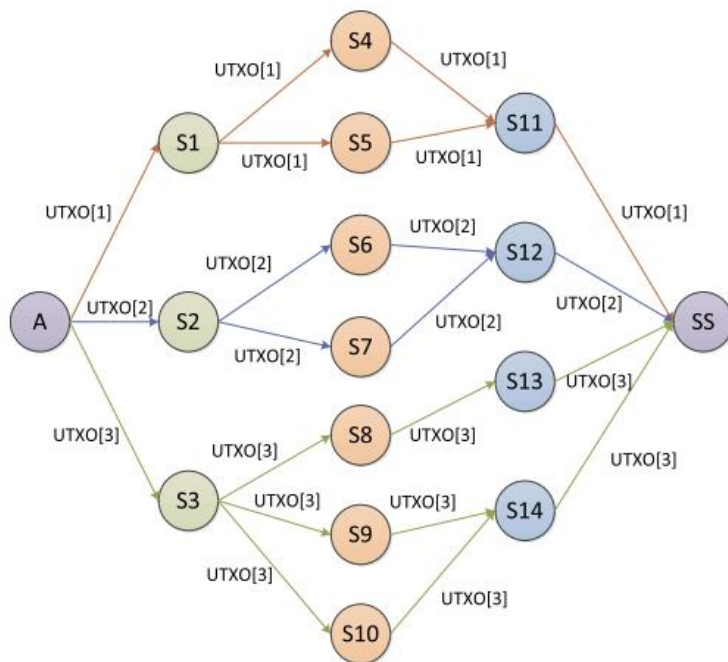 S4
UTXO[1]
UTXO[1]
S1
S5
S11
UTXO[1]
UTXO[1]
UTXO[1]
UTXO[1]
S6
UTXO[2]
S12
UTXO[2]
UTXO[2]
UTXO[2]
A
S2
UTXO[2]
SS
UTXO[2]
S7
S13
UTXO[3]
UTXO[3]
S8
UTXO[3]
UTXO[3]
UTXO[3]
S3
UTXO[3]
UTXO[3]
S14
S9
UTXO[3]
UTXO[3]
S10